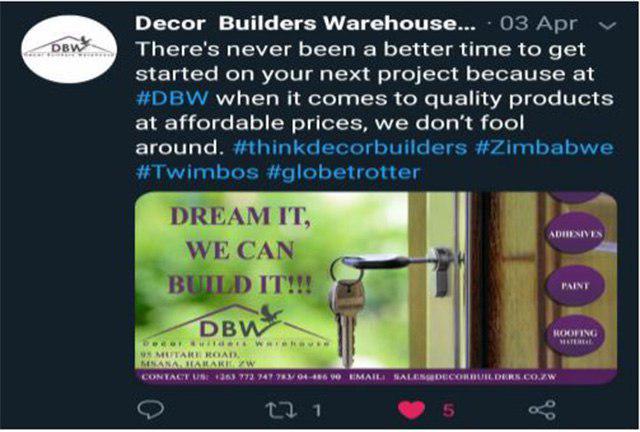 Decor Builders Warehouse... · 03 Apr
There's never been a better time to get
started on your next project because at
#DBW when it comes to quality products
at affordable prices, we don't fool
around. #thinkdecorbuilders #Zimbabwe
#Twimbos #globetrotter
DBW
Decor Builders Warehouse
DREAM IT,
WE CAN
BUILD IT!!!
DBW
Decor Builders Warehouse
95 MUTARE ROAD,
MSASA, HARARE, ZW
ADHESIVES
PAINT
ROOFING
MATERIAL
CONTACT US: +263 772 747 783/ 04-486 90 EMAIL: SALES@DECORBUILDERS.CO.ZW
1
5